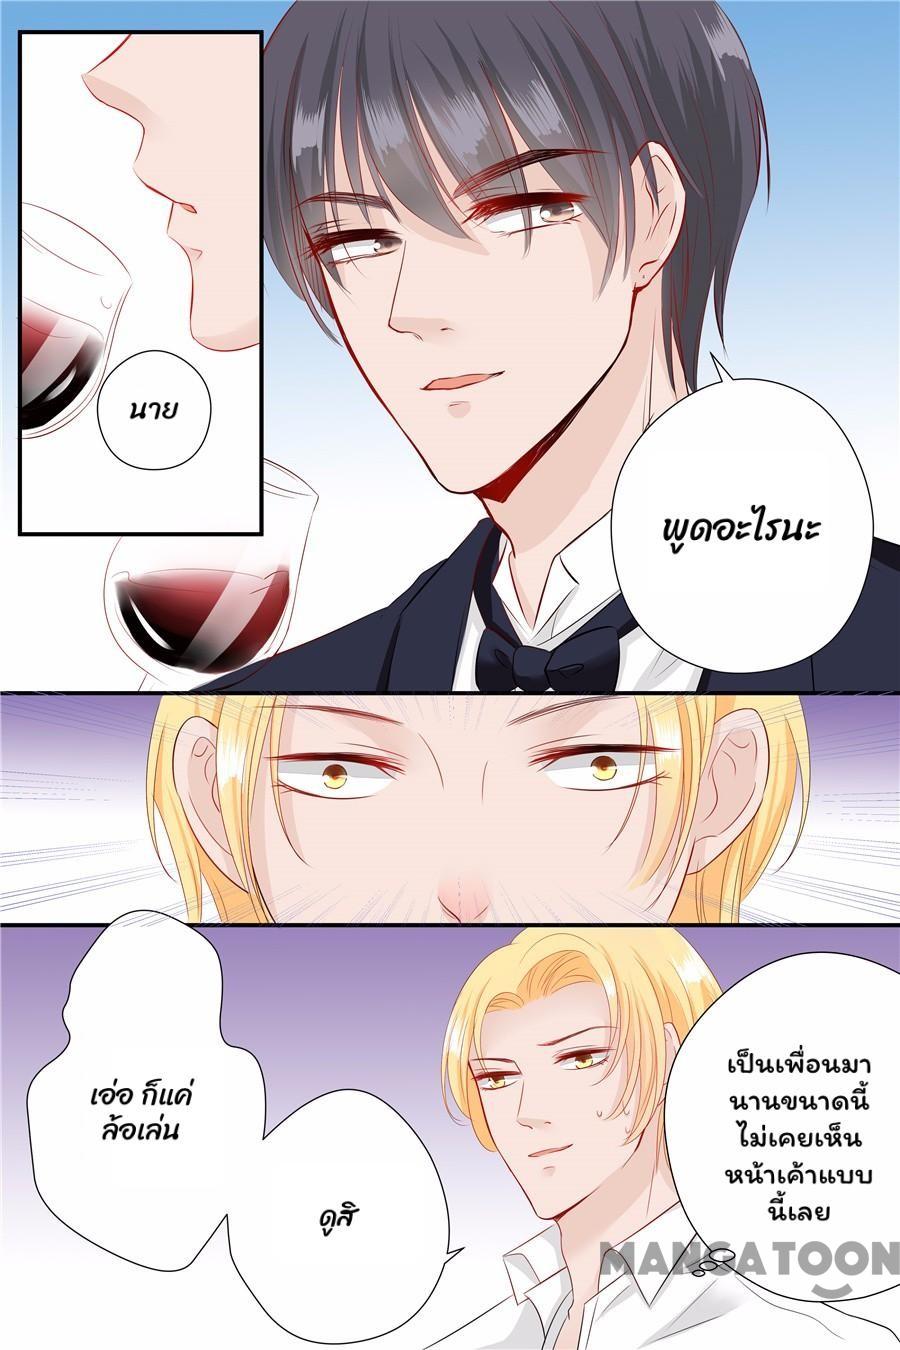 นาย
พูดอะไรนะ
เอ่อ ก็แค่
ล้อเล่น
ดูสิ
เป็นเพื่อนมา
นานขนาดนี้
ไม่เคยเห็น
หน้าเค้าแบบ
นี้เลย
MANGATOON